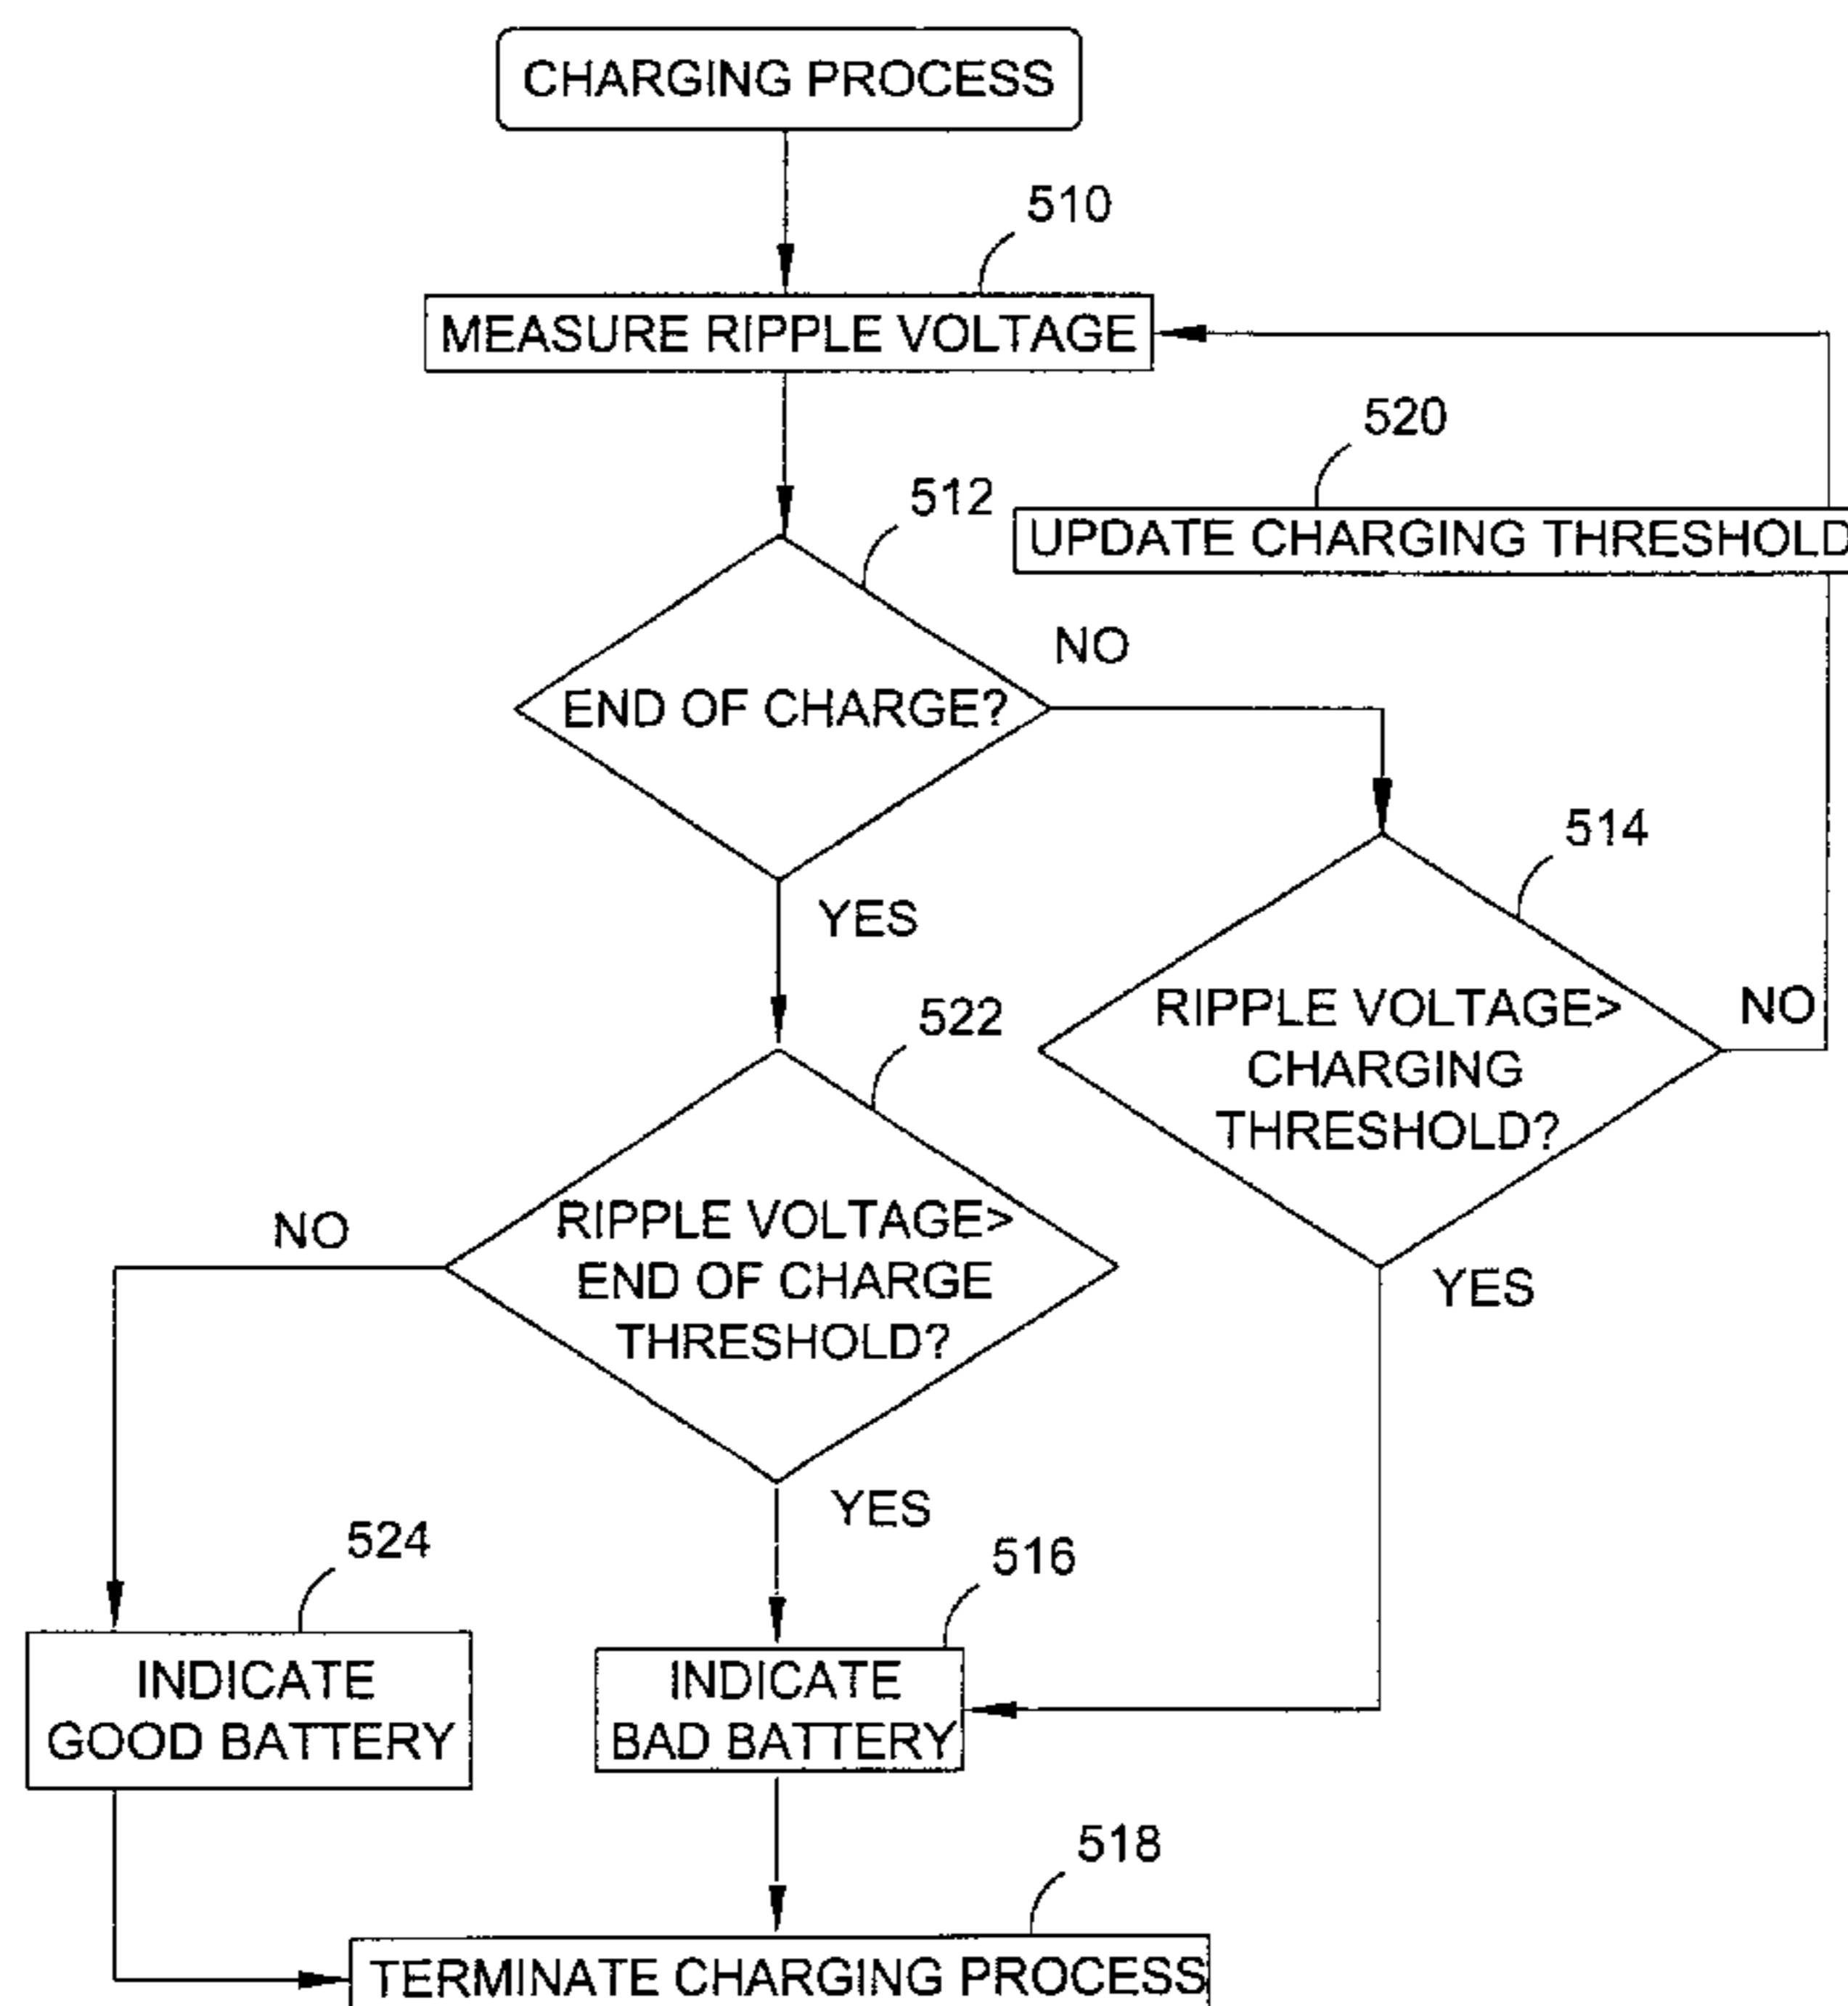 CHARGING PROCESS
510
MEASURE RIPPLE VOLTAGE
520
UPDATE CHARGING THRESHOLD
512
END OF CHARGE?
NO
YES
514
RIPPLE VOLTAGE>
CHARGING
THRESHOLD?
NO
YES
522
RIPPLE VOLTAGE>
END OF CHARGE
THRESHOLD?
NO
YES
524
INDICATE
GOOD BATTERY
516
INDICATE
BAD BATTERY
518
TERMINATE CHARGING PROCESS